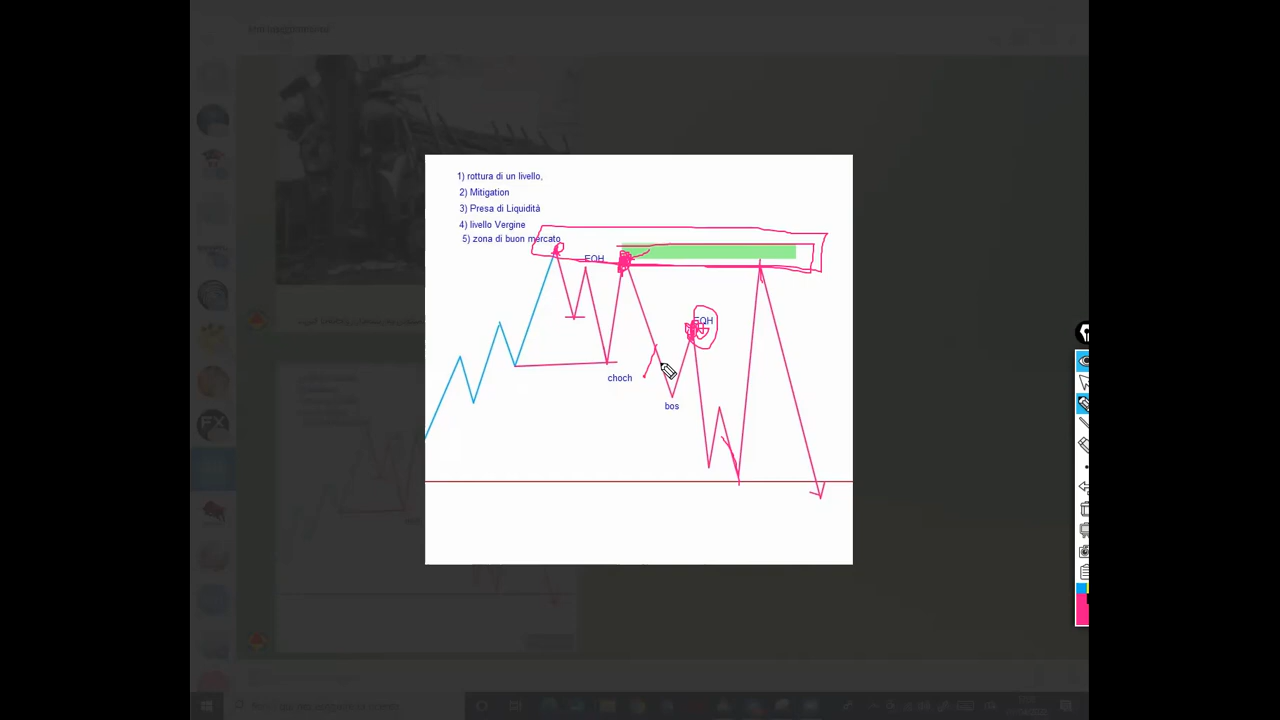 1) rottura di un livello,
2) Mitigation
3) Presa di Liquidità
4) livello Vergine
5) zona di buon mercato
EQH
EQH
choch
bos
FX